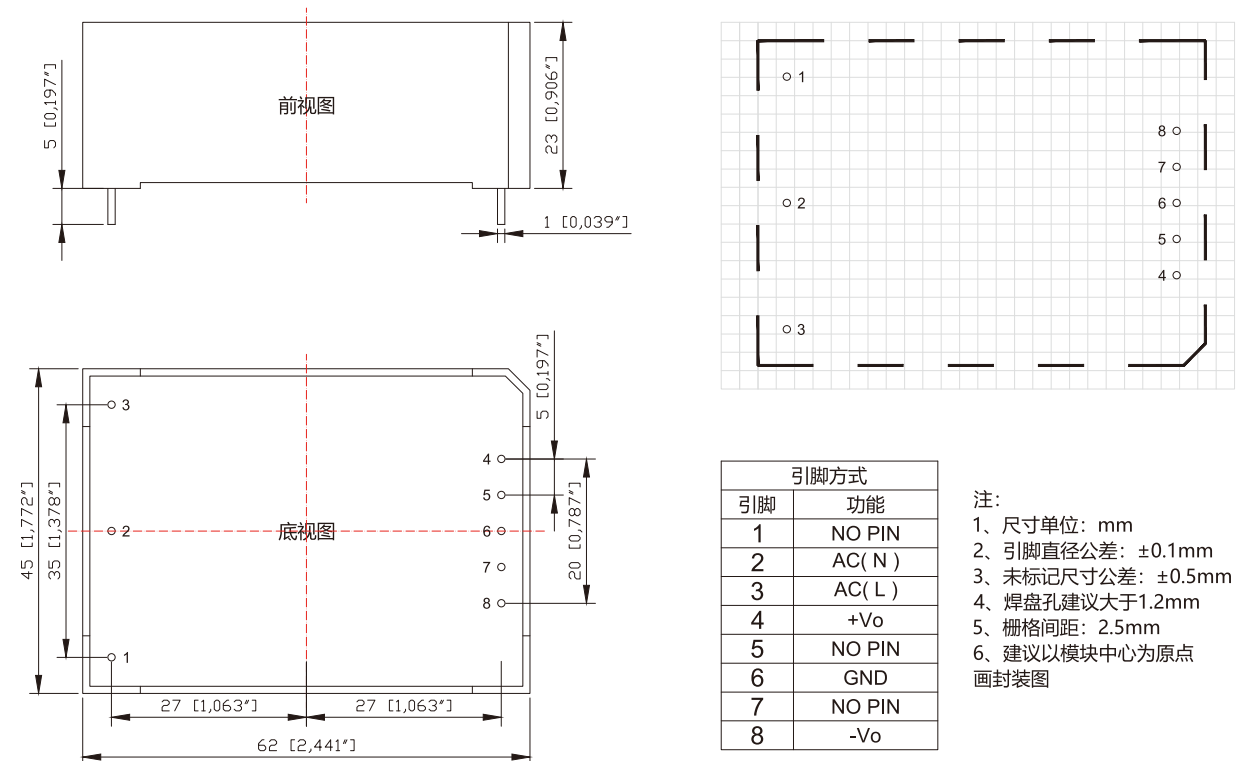 5 [0,197″]
前视图
23 [0,906″]
1 [0,039″]
1
2
3
8
7
6
5
4
3
2
1
底视图
4
5
6
7
8
5 [0,197″]
20 [0,787″]
45 [1,772″]
35 [1,378″]
27 [1,063″]
27 [1,063″]
62 [2,441″]
引脚方式
引脚 功能
1 NO PIN
2 AC( N )
3 AC( L )
4 +Vo
5 NO PIN
6 GND
7 NO PIN
8 -Vo
注：
1、尺寸单位：mm
2、引脚直径公差：±0.1mm
3、未标记尺寸公差：±0.5mm
4、焊盘孔建议大于1.2mm
5、栅格间距：2.5mm
6、建议以模块中心为原点
画封装图